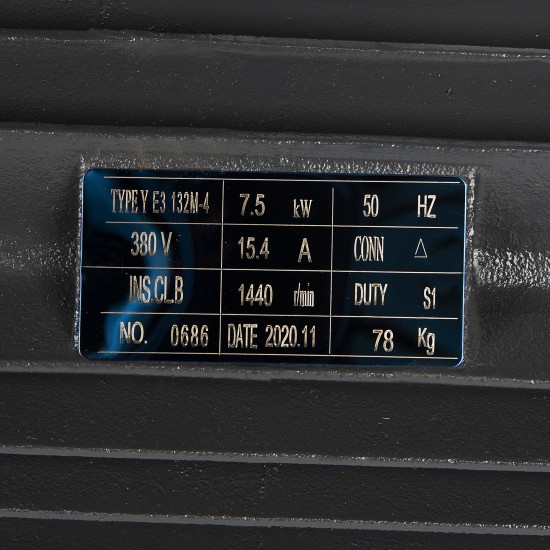 TYPE Y E3 132M-4 7.5 kW 50 HZ
380 V 15.4 A CONN △
INS.CL.B 1440 r/min DUTY S1
NO. 0686 DATE 2020.11 78 Kg